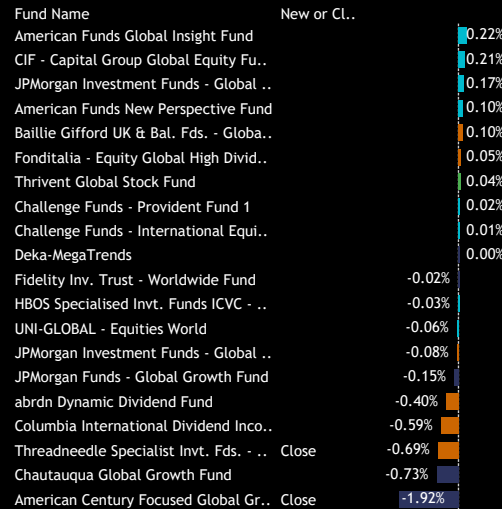 Fund Name New or Cl..
American Funds Global Insight Fund 0.22%
CIF - Capital Group Global Equity Fu.. 0.21%
JPMorgan Investment Funds - Global .. 0.17%
American Funds New Perspective Fund 0.10%
Baillie Gifford UK & Bal. Fds. - Globa.. 0.10%
Fonditalia - Equity Global High Divid.. 0.05%
Thrivent Global Stock Fund 0.04%
Challenge Funds - Provident Fund 1 0.02%
Challenge Funds - International Equi.. 0.01%
Deka-MegaTrends 0.00%
Fidelity Inv. Trust - Worldwide Fund -0.02%
HBOS Specialised Invt. Funds ICVC - .. -0.03%
UNI-GLOBAL - Equities World -0.06%
JPMorgan Investment Funds - Global .. -0.08%
JPMorgan Funds - Global Growth Fund -0.15%
abrdn Dynamic Dividend Fund -0.40%
Columbia International Dividend Inco.. -0.59%
Threadneedle Specialist Invt. Fds. - .. Close -0.69%
Chautauqua Global Growth Fund -0.73%
American Century Focused Global Gr.. Close -1.92%